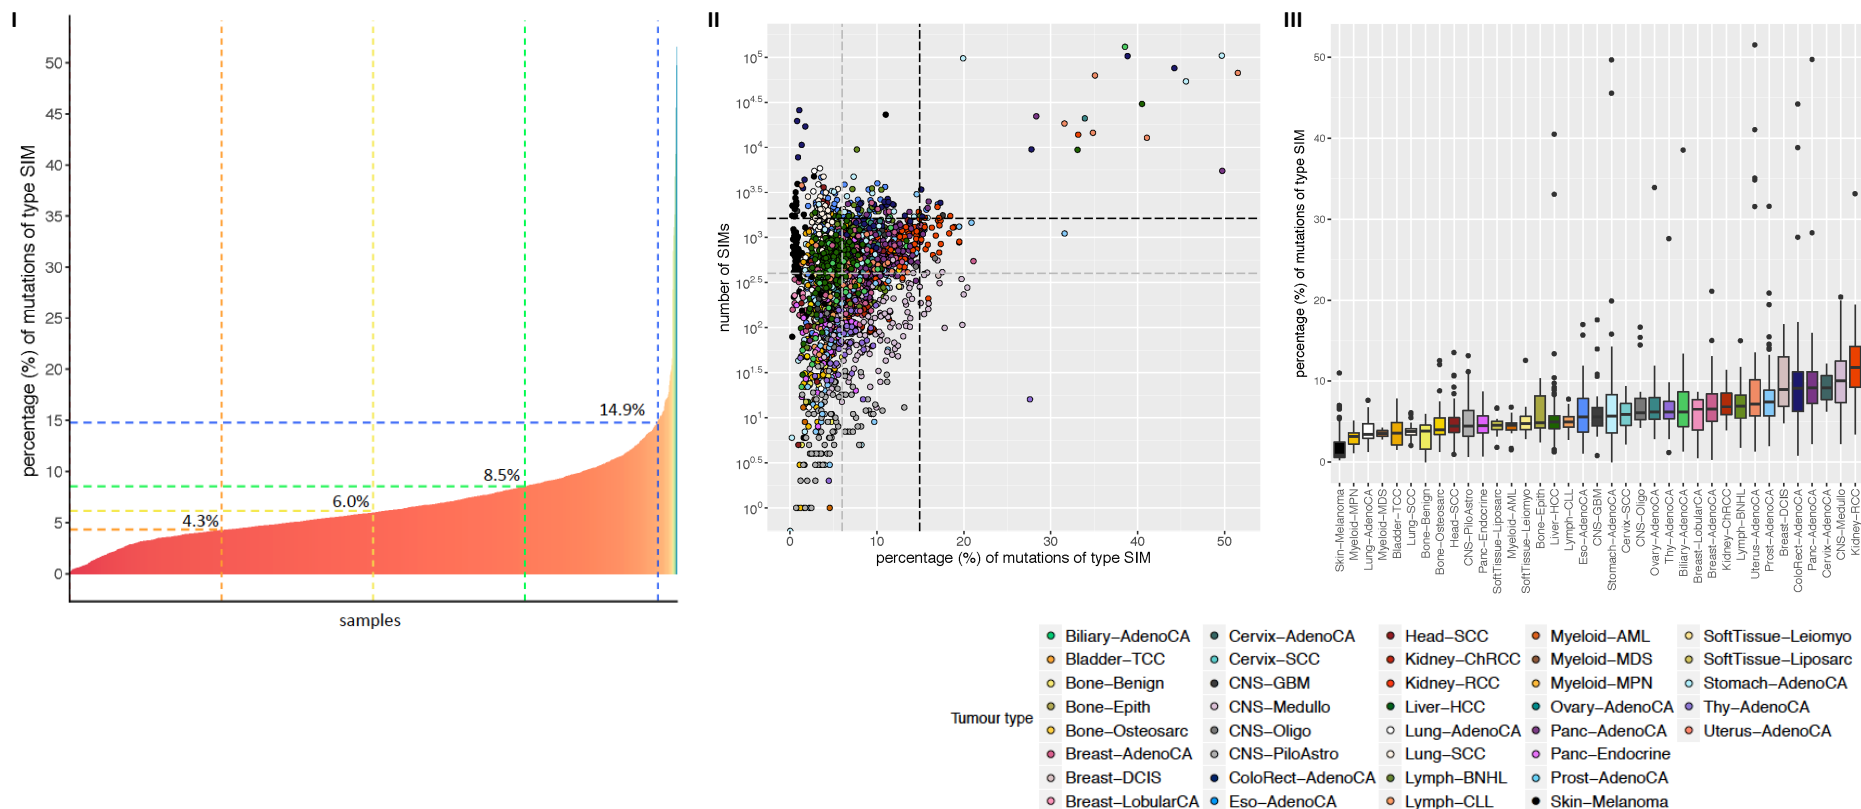 I
percentage (%) of mutations of type SIM
50
45
40
35
30
25
20
15
10
5
0
14.9%
8.5%
6.0%
4.3%
samples
II
number of SIMs
10^5
10^4.5
10^4
10^3.5
10^3
10^2.5
10^2
10^1.5
10^1
10^0.5
10^0
0 10 20 30 40 50
percentage (%) of mutations of type SIM
III
percentage (%) of mutations of type SIM
50
40
30
20
10
0
Skin−Melanoma
Myeloid−MPN
Lung−AdenoCA
Myeloid−MDS
Bladder−TCC
Lung−SCC
Bone−Benign
Bone−Osteosarc
Head−SCC
CNS−PiloAstro
Panc−Endocrine
SoftTissue−Liposarc
Myeloid−AML
SoftTissue−Leiomyo
Bone−Epith
Liver−HCC
Lymph−CLL
Eso−AdenoCA
CNS−GBM
Stomach−AdenoCA
Cervix−SCC
CNS−Oligo
Ovary−AdenoCA
Thy−AdenoCA
Biliary−AdenoCA
Breast−LobularCA
Breast−AdenoCA
Kidney−ChRCC
Lymph−BNHL
Uterus−AdenoCA
Prost−AdenoCA
Breast−DCIS
ColoRect−AdenoCA
Panc−AdenoCA
Cervix−AdenoCA
CNS−Medullo
Kidney−RCC
Tumour type
Biliary−AdenoCA
Bladder−TCC
Bone−Benign
Bone−Epith
Bone−Osteosarc
Breast−AdenoCA
Breast−DCIS
Breast−LobularCA
Cervix−AdenoCA
Cervix−SCC
CNS−GBM
CNS−Medullo
CNS−Oligo
CNS−PiloAstro
ColoRect−AdenoCA
Eso−AdenoCA
Head−SCC
Kidney−ChRCC
Kidney−RCC
Liver−HCC
Lung−AdenoCA
Lung−SCC
Lymph−BNHL
Lymph−CLL
Myeloid−AML
Myeloid−MDS
Myeloid−MPN
Ovary−AdenoCA
Panc−AdenoCA
Panc−Endocrine
Prost−AdenoCA
Skin−Melanoma
SoftTissue−Leiomyo
SoftTissue−Liposarc
Stomach−AdenoCA
Thy−AdenoCA
Uterus−AdenoCA